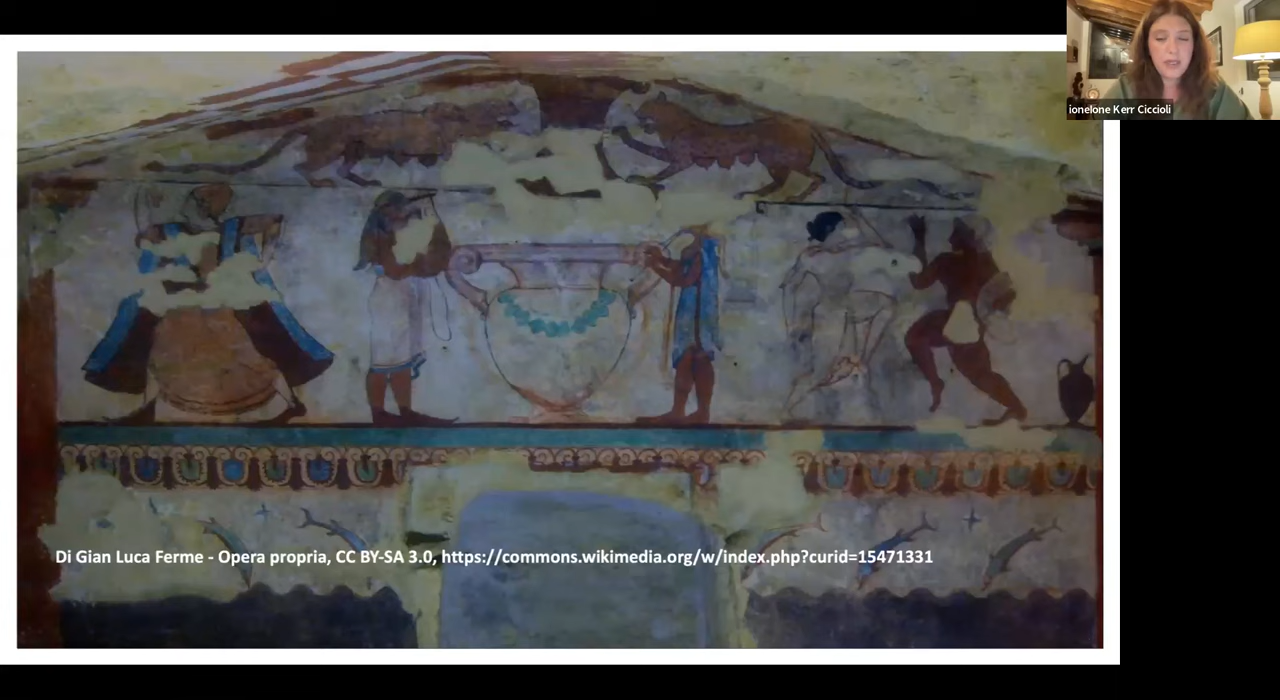 ionelone Kerr Ciccioli
Di Gian Luca Ferme - Opera propria, CC BY-SA 3.0, https://commons.wikimedia.org/w/index.php?curid=15471331